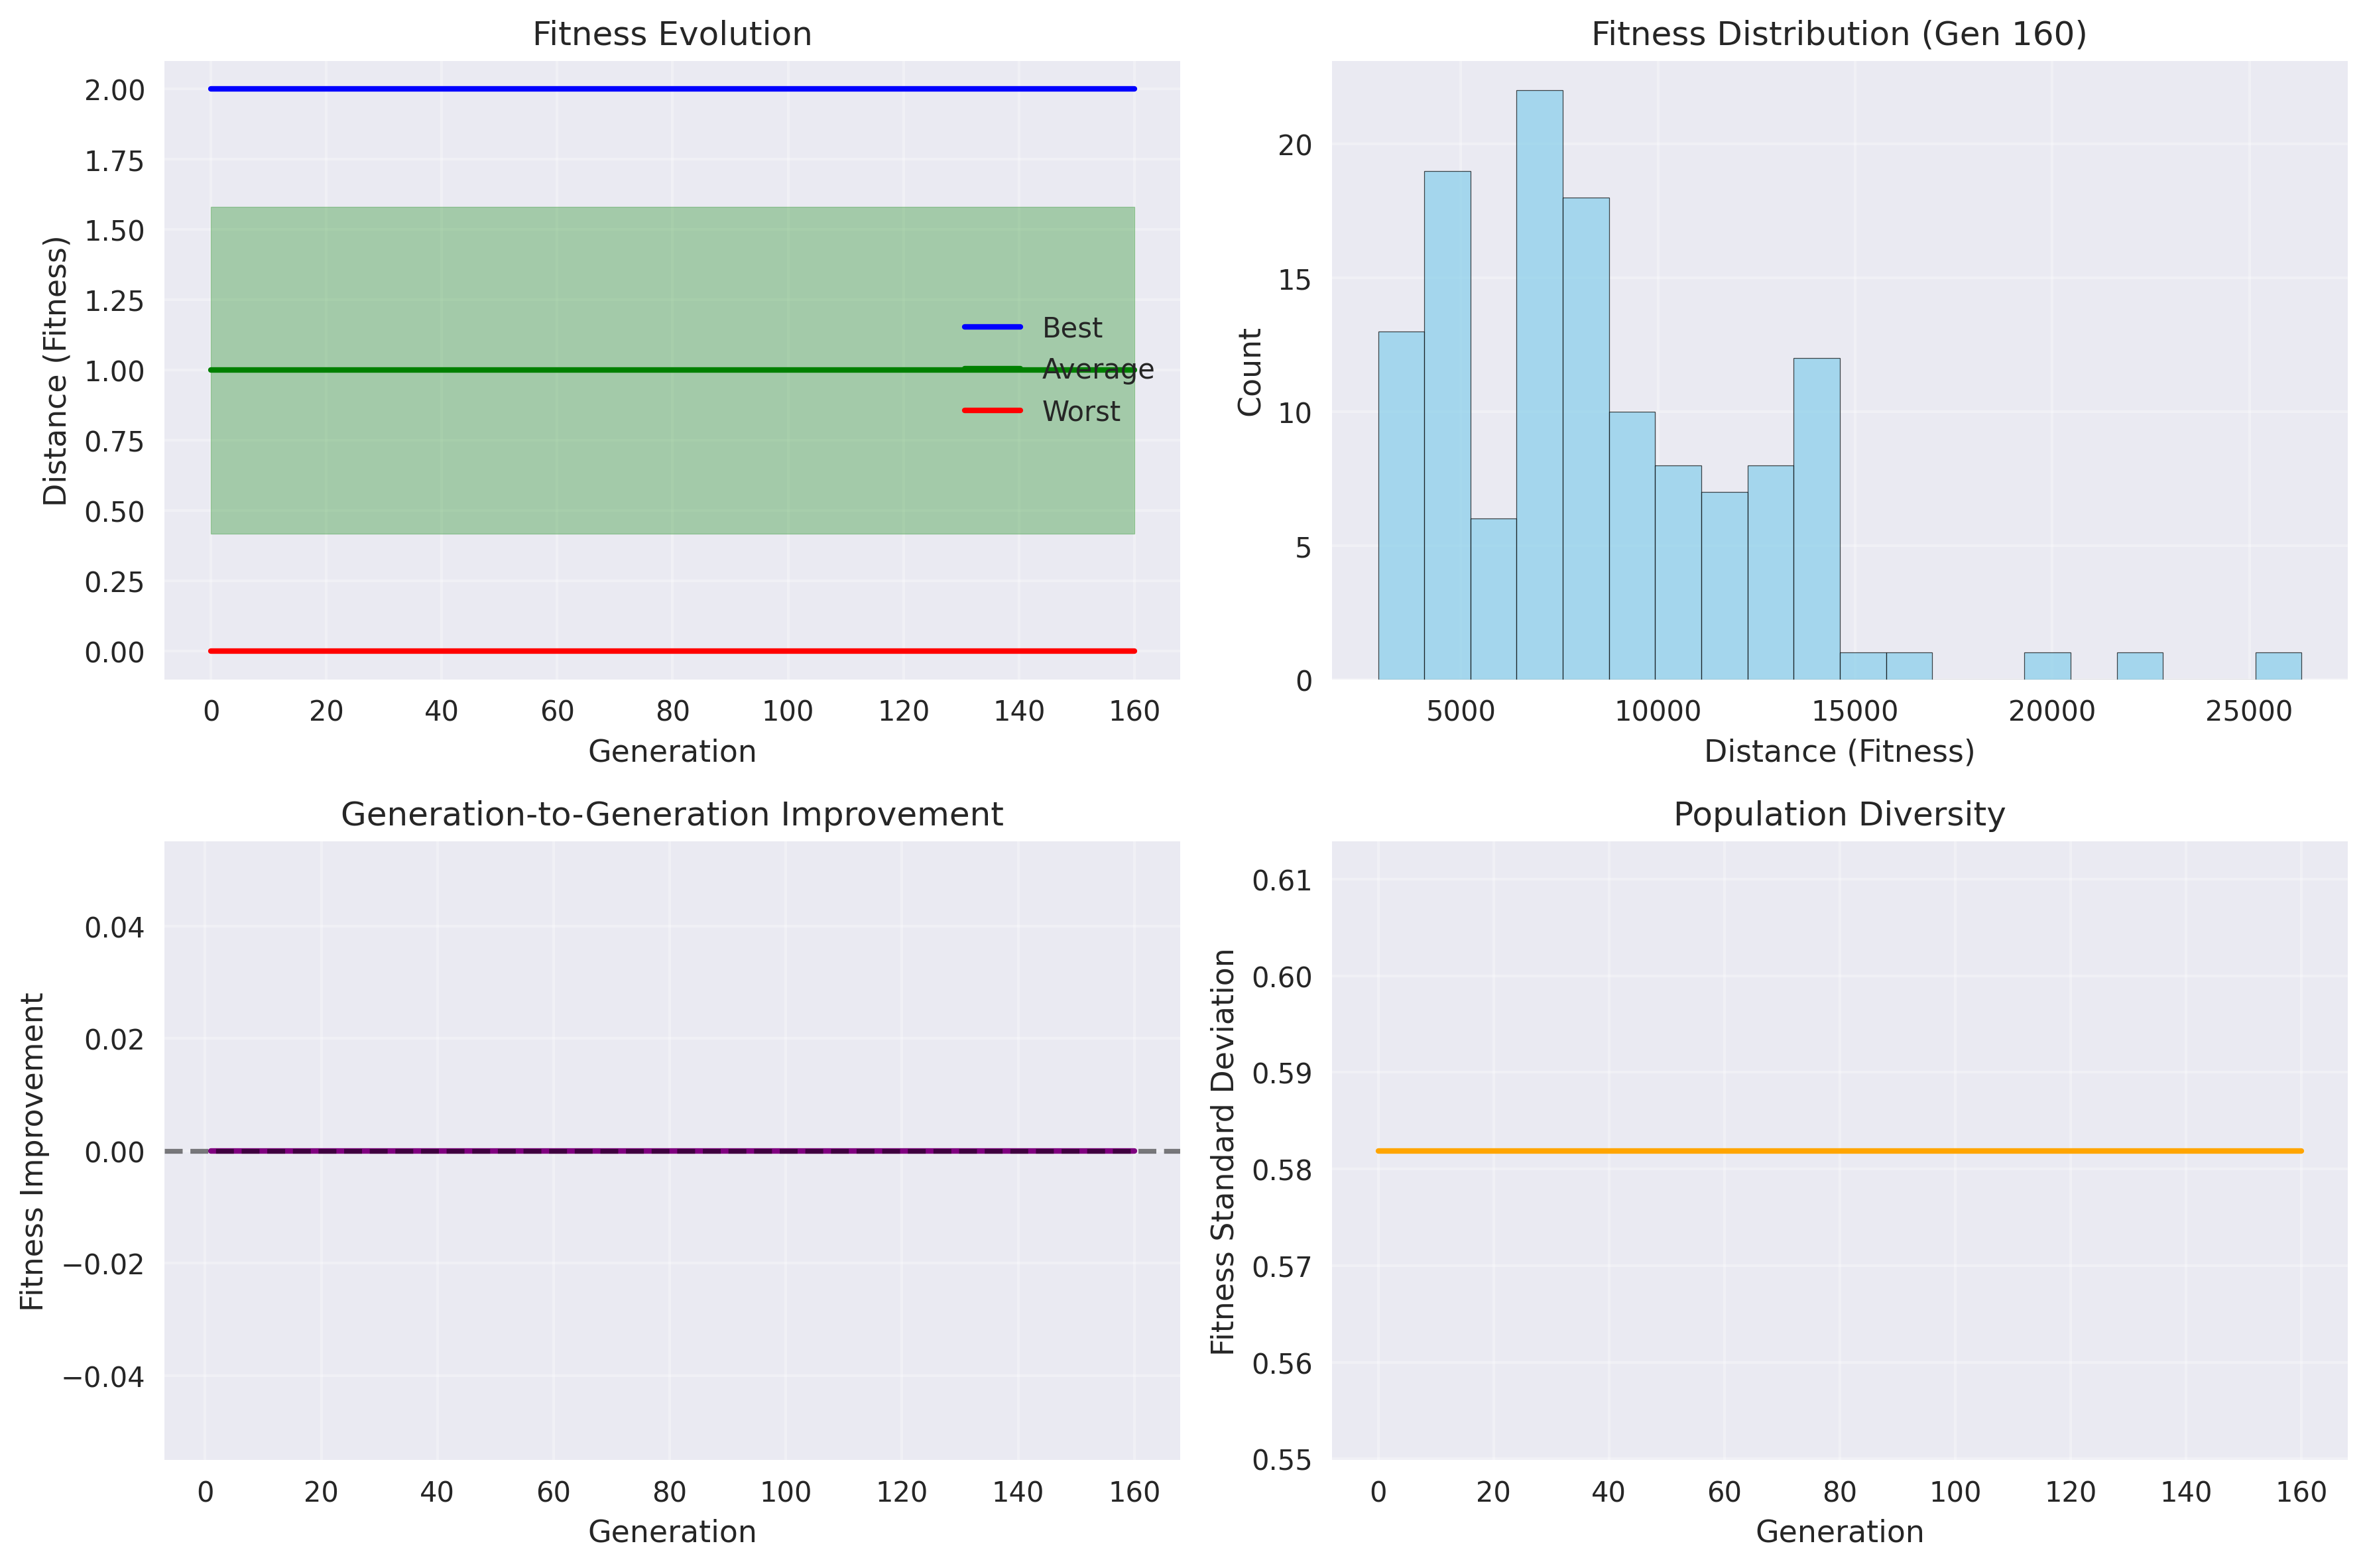 Fitness Evolution
Distance (Fitness)
2.00
1.75
1.50
1.25
1.00
0.75
0.50
0.25
0.00
Best
Average
Worst
0 20 40 60 80 100 120 140 160
Generation
Fitness Distribution (Gen 160)
Count
20
15
10
5
0
5000 10000 15000 20000 25000
Distance (Fitness)
Generation-to-Generation Improvement
Fitness Improvement
0.04
0.02
0.00
−0.02
−0.04
0 20 40 60 80 100 120 140 160
Generation
Population Diversity
Fitness Standard Deviation
0.61
0.60
0.59
0.58
0.57
0.56
0.55
0 20 40 60 80 100 120 140 160
Generation